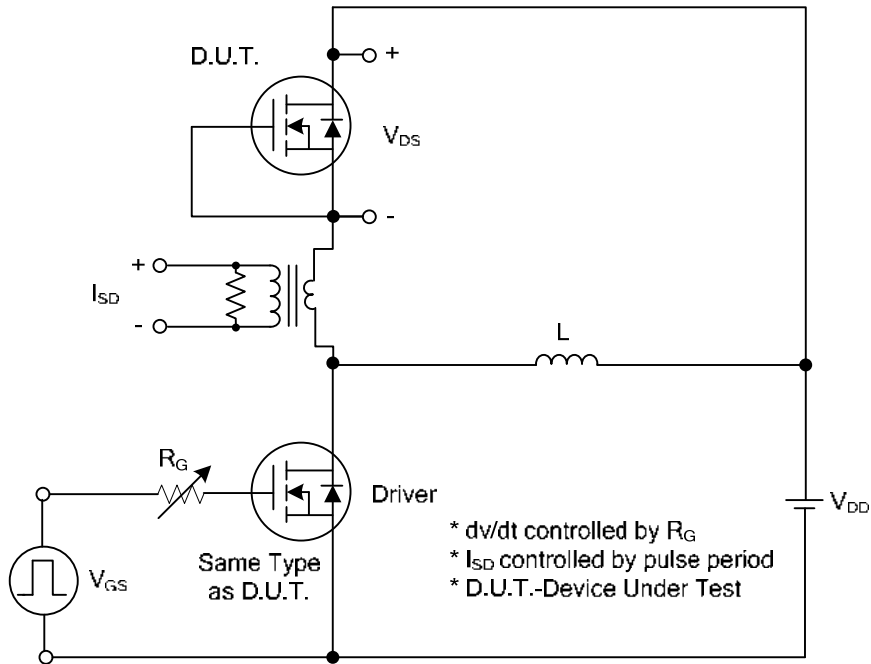 D.U.T.
+
V_DS
-
+
I_SD
-
L
R_G
Driver
V_DD
V_GS
Same Type
as D.U.T.
* dv/dt controlled by R_G
* I_SD controlled by pulse period
* D.U.T.-Device Under Test